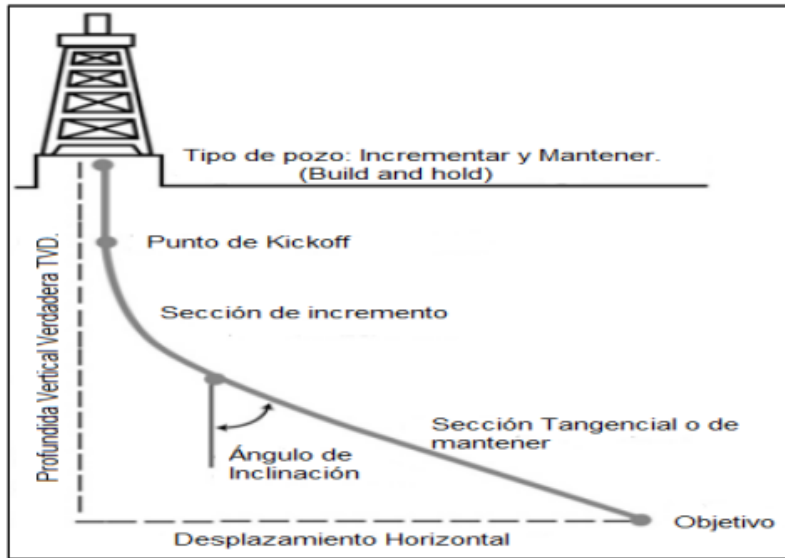 Tipo de pozo: Incrementar y Mantener.
(Build and hold)
Profundida Vertical Verdadera TVD.
Punto de Kickoff
Sección de incremento
Sección Tangencial o de
mantener
Ángulo de
Inclinación
Objetivo
Desplazamiento Horizontal